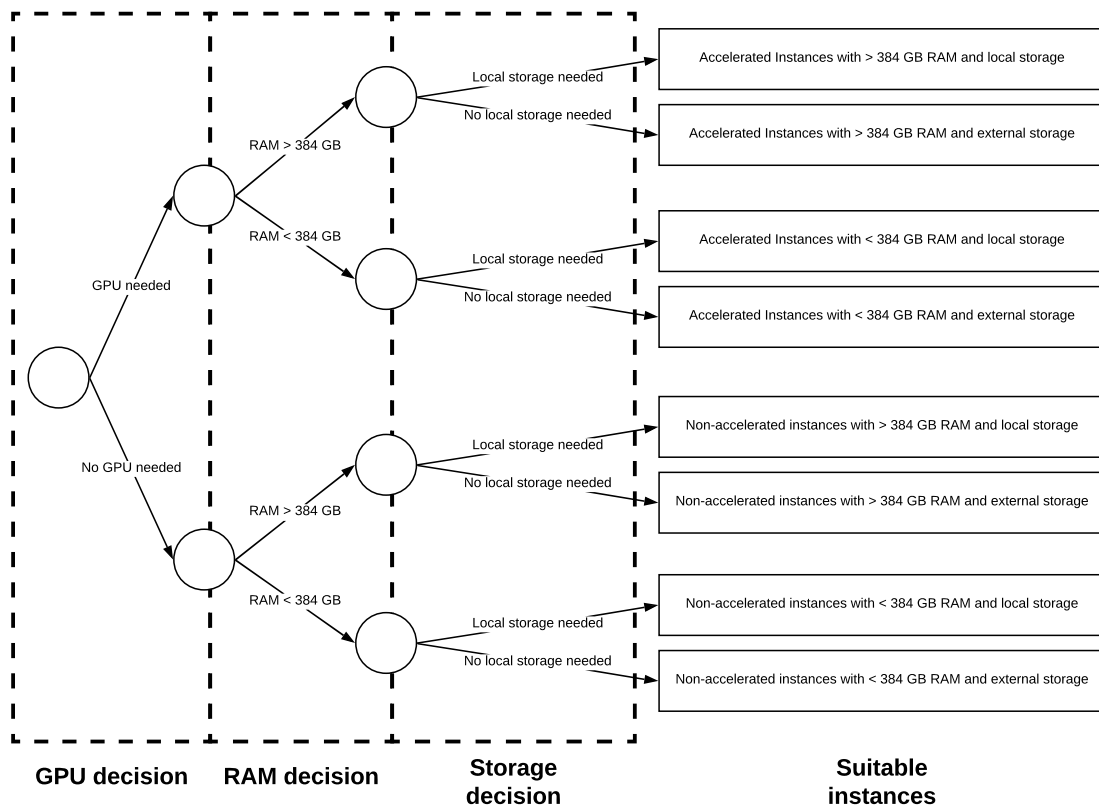 Accelerated Instances with > 384 GB RAM and local storage
Local storage needed
No local storage needed
Accelerated Instances with > 384 GB RAM and external storage
RAM > 384 GB
RAM < 384 GB
Accelerated Instances with < 384 GB RAM and local storage
Local storage needed
No local storage needed
Accelerated Instances with < 384 GB RAM and external storage
GPU needed
No GPU needed
Non-accelerated instances with > 384 GB RAM and local storage
Local storage needed
No local storage needed
Non-accelerated instances with > 384 GB RAM and external storage
RAM > 384 GB
RAM < 384 GB
Non-accelerated instances with < 384 GB RAM and local storage
Local storage needed
No local storage needed
Non-accelerated instances with < 384 GB RAM and external storage
GPU decision
RAM decision
Storage
decision
Suitable
instances